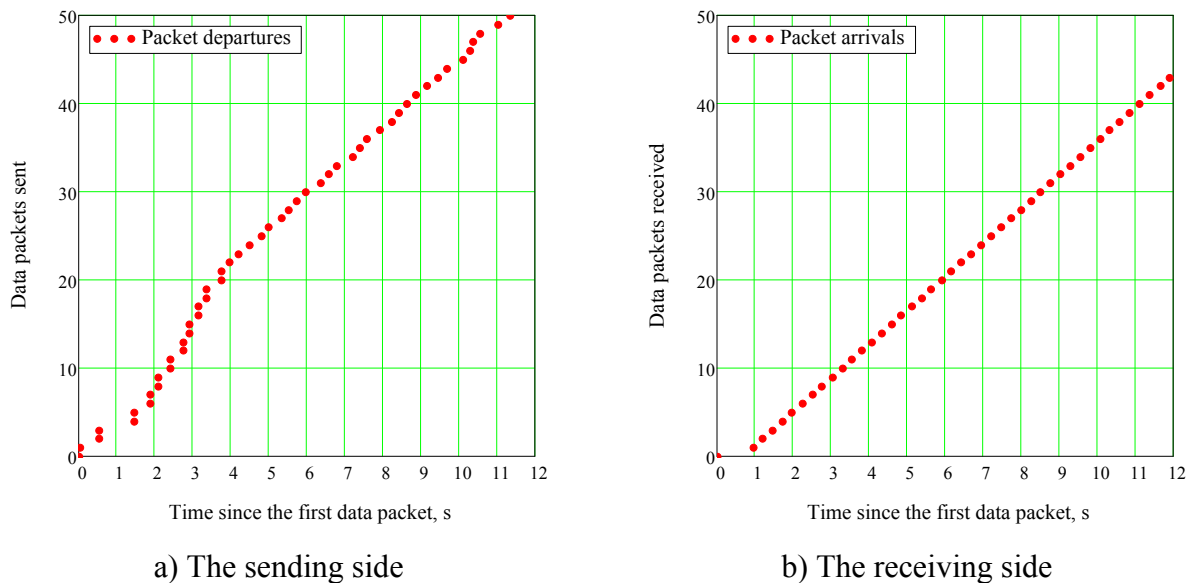 50
40
30
20
10
0
Data packets sent
Packet departures
0 1 2 3 4 5 6 7 8 9 10 11 12
Time since the first data packet, s
a) The sending side
50
40
30
20
10
0
Data packets received
Packet arrivals
0 1 2 3 4 5 6 7 8 9 10 11 12
Time since the first data packet, s
b) The receiving side